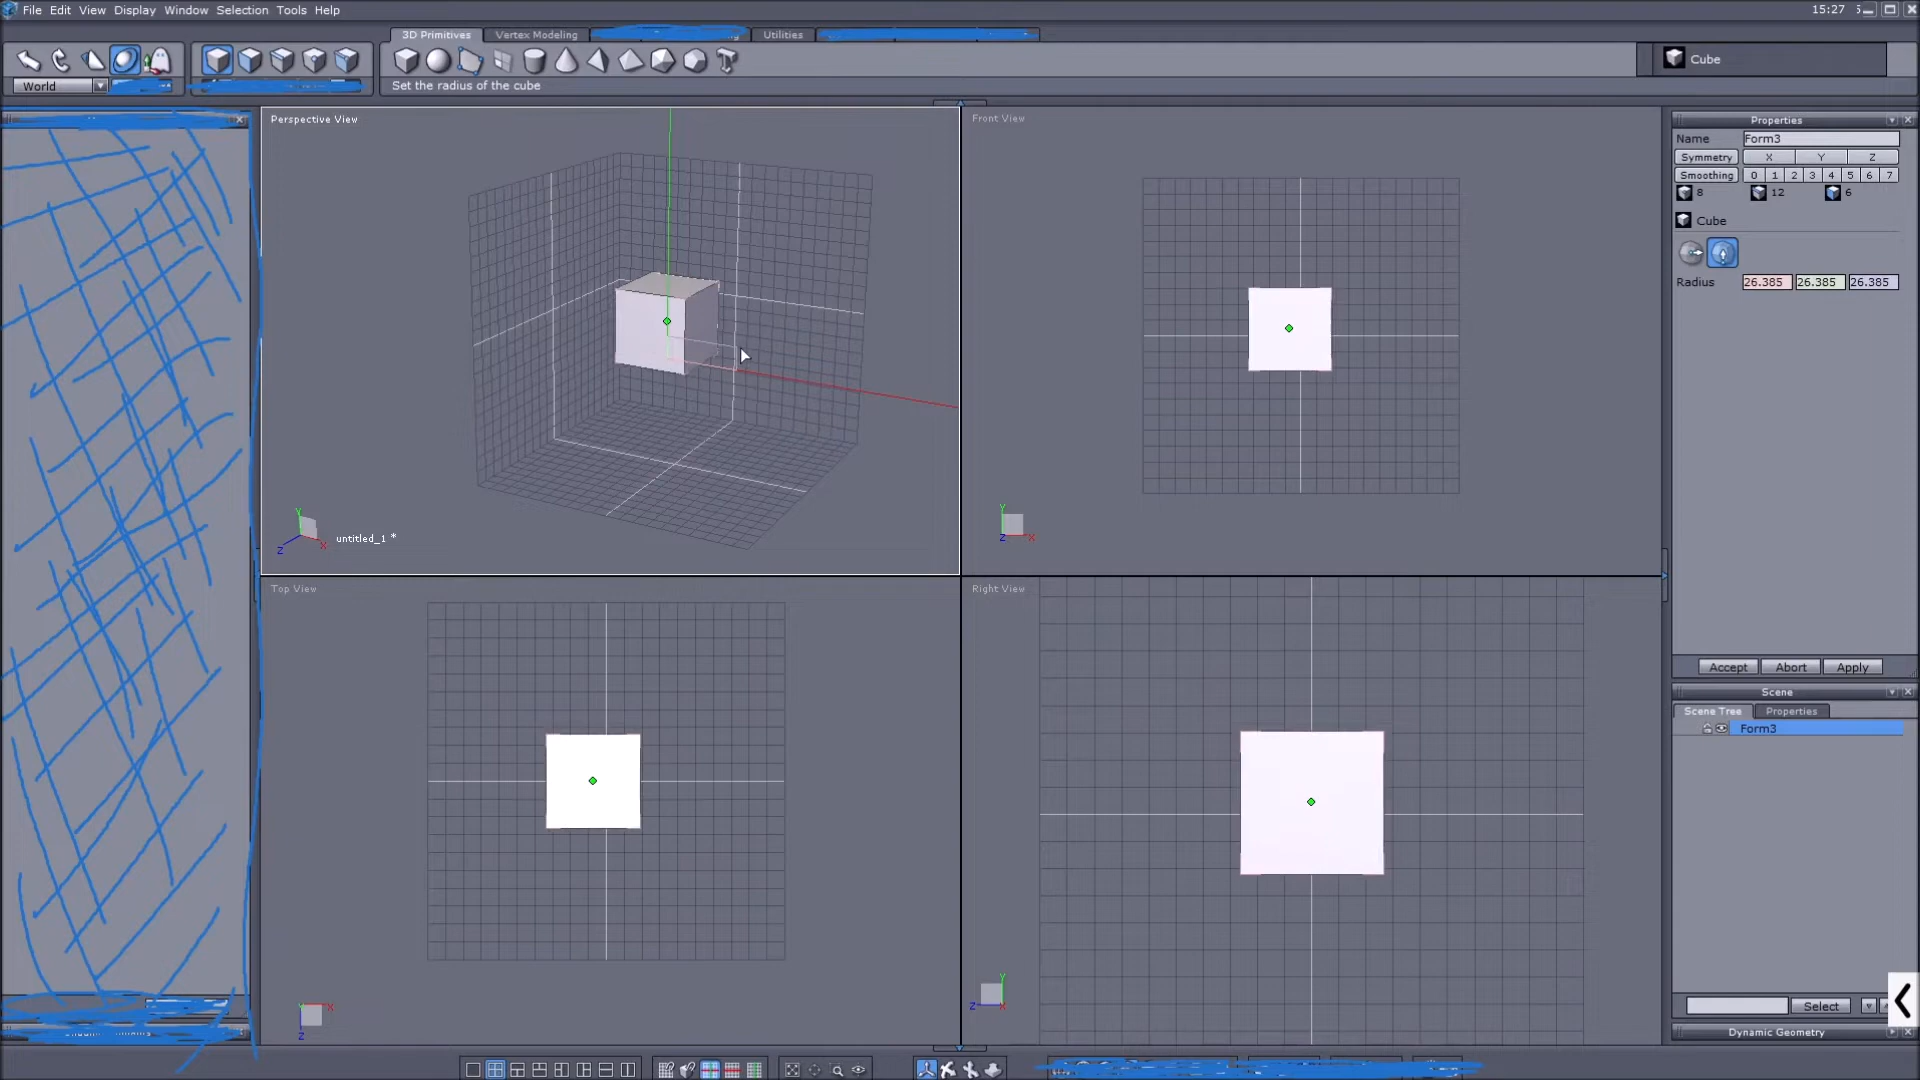 File Edit View Display Window Selection Tools Help
15:27
3D Primitives Vertex Modeling Utilities
World
Set the radius of the cube
Cube
Perspective View
Front View
Y
Z
X
untitled_1 *
Y
Z
X
Top View
Right View
X
Z
Y
Z
X
Properties
Name Form3
Symmetry X Y Z
Smoothing 0 1 2 3 4 5 6 7
8 12 6
Cube
Radius 26.385 26.385 26.385
Accept Abort Apply
Scene
Scene Tree Properties
Form3
Select
Dynamic Geometry